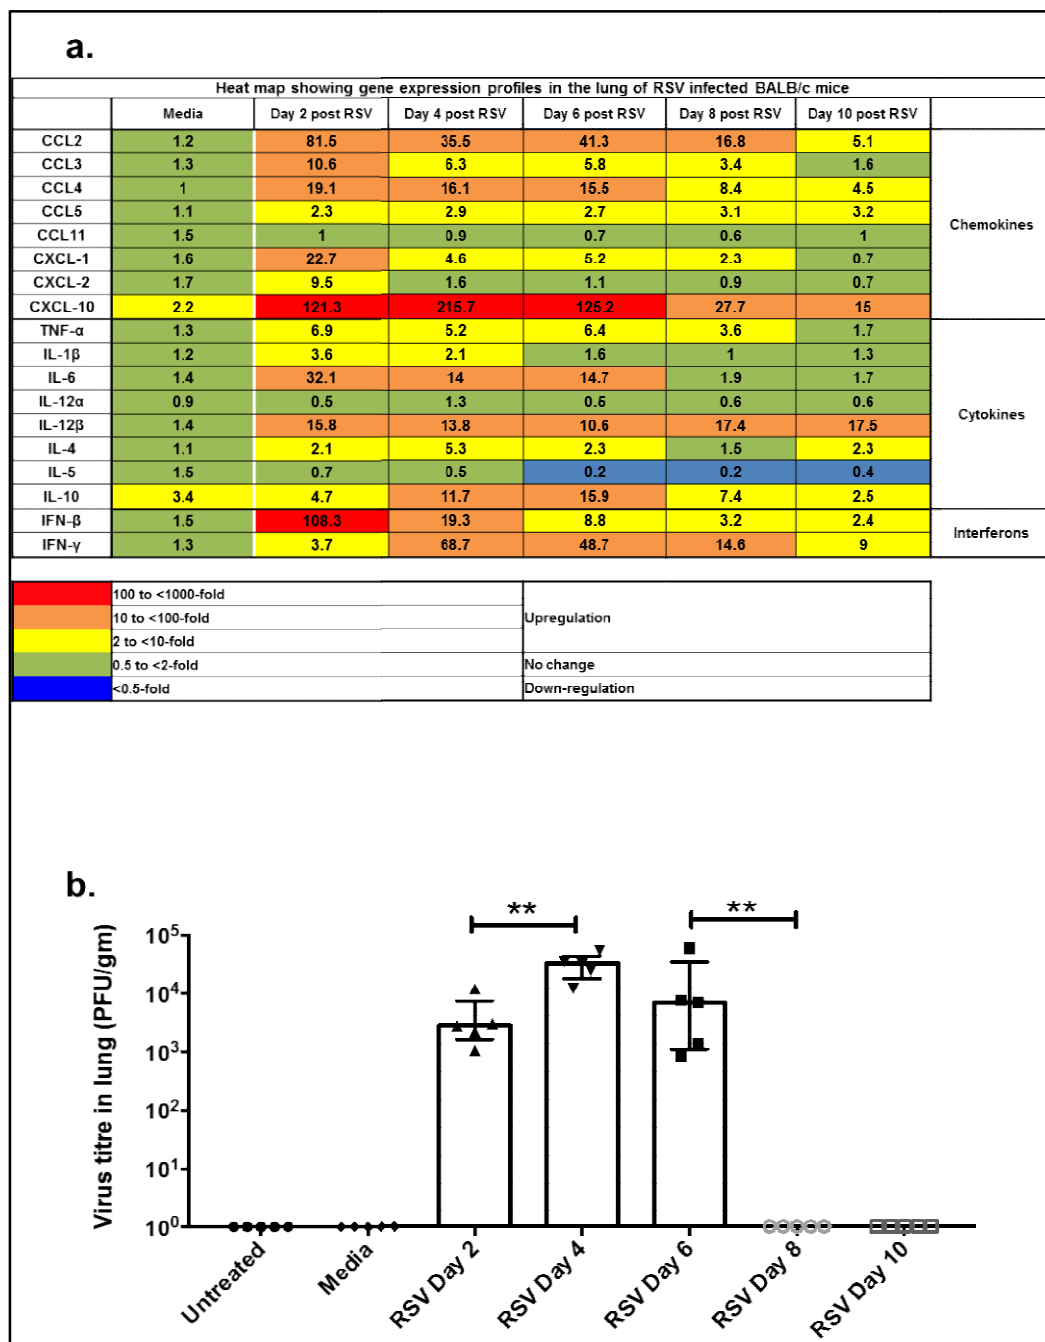 a.
Heat map showing gene expression profiles in the lung of RSV infected BALB/c mice
Media Day 2 post RSV Day 4 post RSV Day 6 post RSV Day 8 post RSV Day 10 post RSV
CCL2 1.2 81.5 35.5 41.3 16.8 5.1
CCL3 1.3 10.6 6.3 5.8 3.4 1.6
CCL4 1 19.1 16.1 15.5 8.4 4.5
CCL5 1.1 2.3 2.9 2.7 3.1 3.2
Chemokines
CCL11 1.5 1 0.9 0.7 0.6 1
CXCL-1 1.6 22.7 4.6 5.2 2.3 0.7
CXCL-2 1.7 9.5 1.6 1.1 0.9 0.7
CXCL-10 2.2 121.3 215.7 125.2 27.7 15
TNF-α 1.3 6.9 5.2 6.4 3.6 1.7
IL-1β 1.2 3.6 2.1 1.6 1 1.3
IL-6 1.4 32.1 14 14.7 1.9 1.7
IL-12α 0.9 0.5 1.3 0.5 0.6 0.6
Cytokines
IL-12β 1.4 15.8 13.8 10.6 17.4 17.5
IL-4 1.1 2.1 5.3 2.3 1.5 2.3
IL-5 1.5 0.7 0.5 0.2 0.2 0.4
IL-10 3.4 4.7 11.7 15.9 7.4 2.5
IFN-β 1.5 108.3 19.3 8.8 3.2 2.4
Interferons
IFN-γ 1.3 3.7 68.7 48.7 14.6 9
100 to <1000-fold
10 to <100-fold Upregulation
2 to <10-fold
0.5 to <2-fold No change
<0.5-fold Down-regulation
b.
** **
Virus titre in lung (PFU/gm)
10⁵
10⁴
10³
10²
10¹
10⁰
Untreated Media RSV Day 2 RSV Day 4 RSV Day 6 RSV Day 8 RSV Day 10